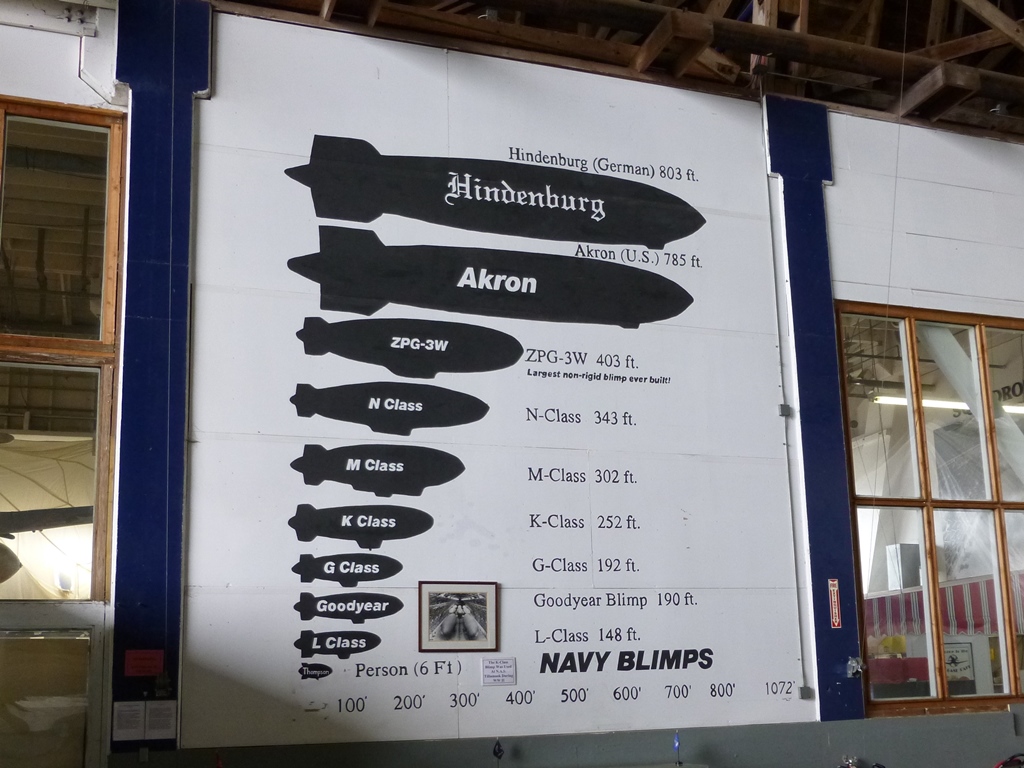 Hindenburg (German) 803 ft.
Hindenburg
Akron (U.S.) 785 ft.
Akron
ZPG-3W
ZPG-3W 403 ft.
Largest non-rigid blimp ever built!
N Class
N-Class 343 ft.
M Class
M-Class 302 ft.
K Class
K-Class 252 ft.
G Class
G-Class 192 ft.
Goodyear
Goodyear Blimp 190 ft.
L Class
L-Class 148 ft.
Thompson
Person (6 Ft)
NAVY BLIMPS
100' 200' 300' 400' 500' 600' 700' 800' 1072'